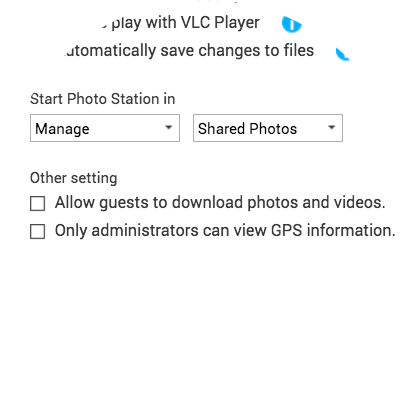 play with VLC Player
automatically save changes to files
Start Photo Station in
Manage Shared Photos
Other setting
Allow guests to download photos and videos.
Only administrators can view GPS information.